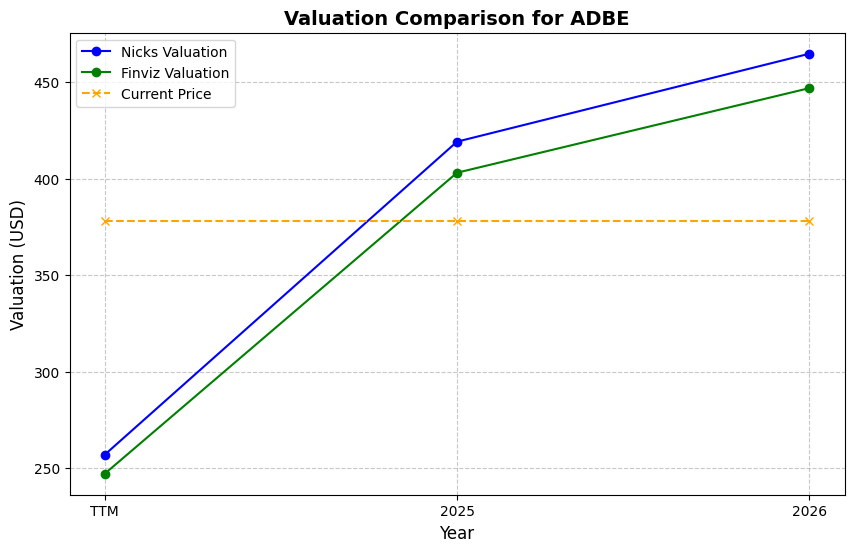 Valuation Comparison for ADBE
Nicks Valuation
Finviz Valuation
Current Price
Valuation (USD)
450
400
350
300
250
TTM
2025
2026
Year